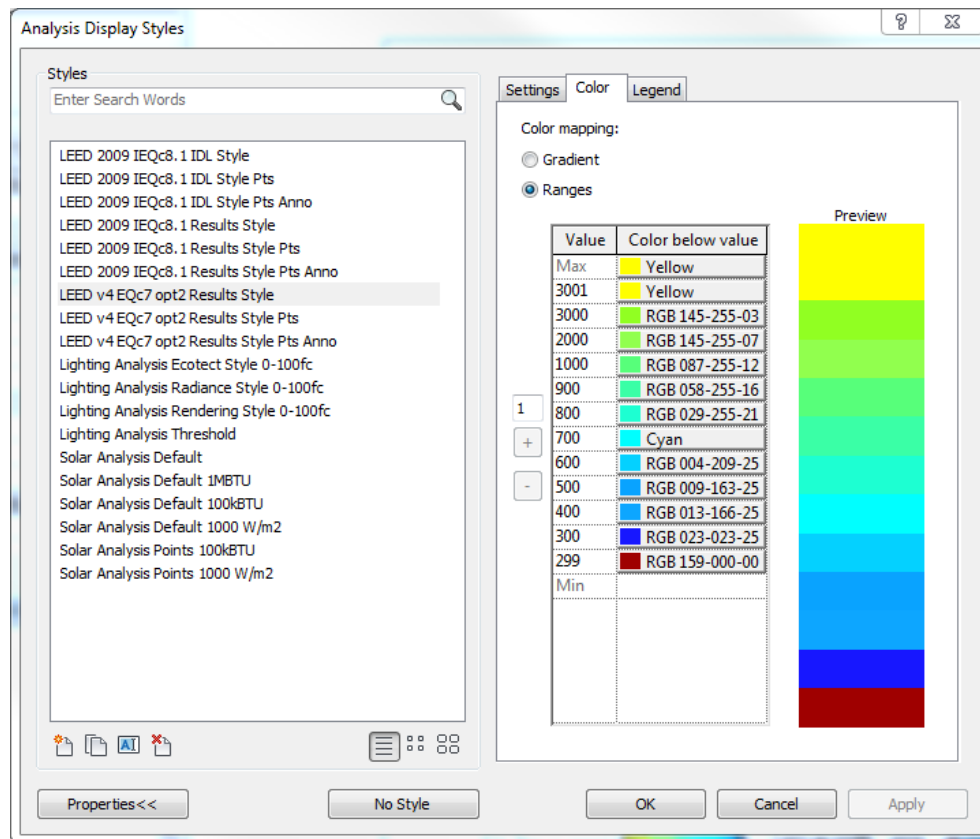 Analysis Display Styles
Styles
Enter Search Words
LEED 2009 IEQc8.1 IDL Style
LEED 2009 IEQc8.1 IDL Style Pts
LEED 2009 IEQc8.1 IDL Style Pts Anno
LEED 2009 IEQc8.1 Results Style
LEED 2009 IEQc8.1 Results Style Pts
LEED 2009 IEQc8.1 Results Style Pts Anno
LEED v4 EQc7 opt2 Results Style
LEED v4 EQc7 opt2 Results Style Pts
LEED v4 EQc7 opt2 Results Style Pts Anno
Lighting Analysis Ecotect Style 0-100fc
Lighting Analysis Radiance Style 0-100fc
Lighting Analysis Rendering Style 0-100fc
Lighting Analysis Threshold
Solar Analysis Default
Solar Analysis Default 1MBTU
Solar Analysis Default 100kBTU
Solar Analysis Default 1000 W/m2
Solar Analysis Points 100kBTU
Solar Analysis Points 1000 W/m2
Settings Color Legend
Color mapping:
Gradient
Ranges
Preview
Value Color below value
Max Yellow
3001 Yellow
3000 RGB 145-255-03
2000 RGB 145-255-07
1000 RGB 087-255-12
900 RGB 058-255-16
800 RGB 029-255-21
700 Cyan
600 RGB 004-209-25
500 RGB 009-163-25
400 RGB 013-166-25
300 RGB 023-023-25
299 RGB 159-000-00
Min
1
+
-
AI
Properties<< No Style OK Cancel Apply